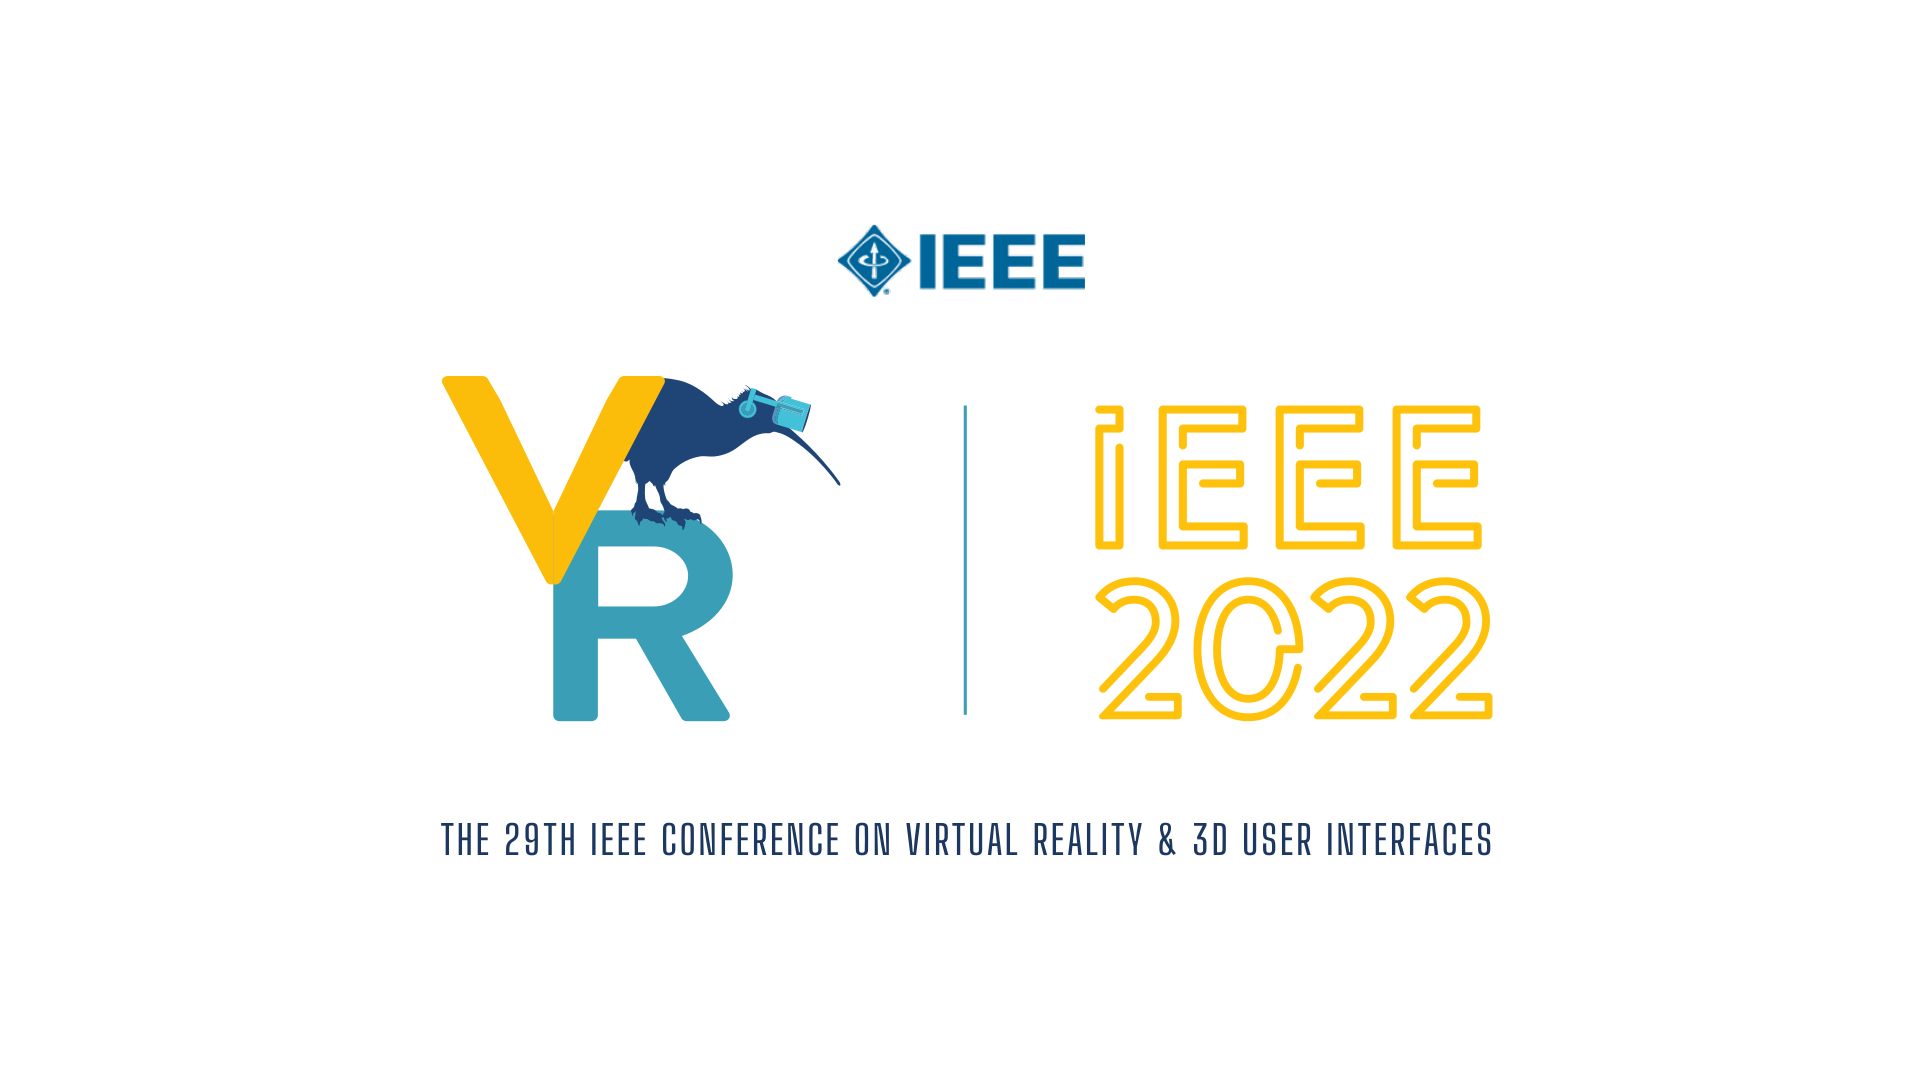 IEEE
VR
IEEE
2022
THE 29TH IEEE CONFERENCE ON VIRTUAL REALITY & 3D USER INTERFACES